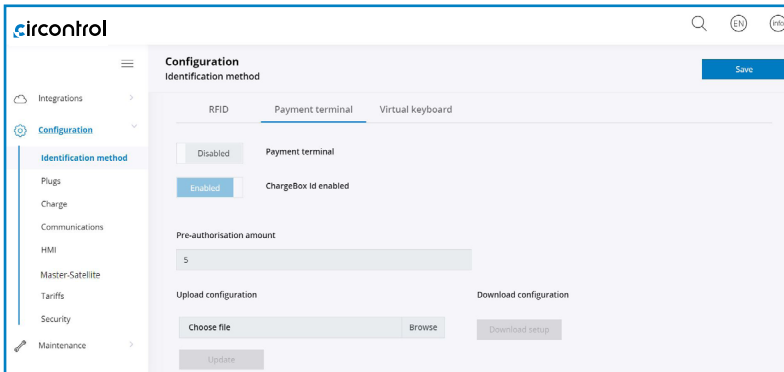 circontrol
EN
info
Configuration
Identification method
Save
Integrations
Configuration
Identification method
Plugs
Charge
Communications
HMI
Master-Satellite
Tariffs
Security
Maintenance
RFID Payment terminal Virtual keyboard
Disabled Payment terminal
Enabled ChargeBox Id enabled
Pre-authorisation amount
5
Upload configuration Download configuration
Choose file Browse Download setup
Update